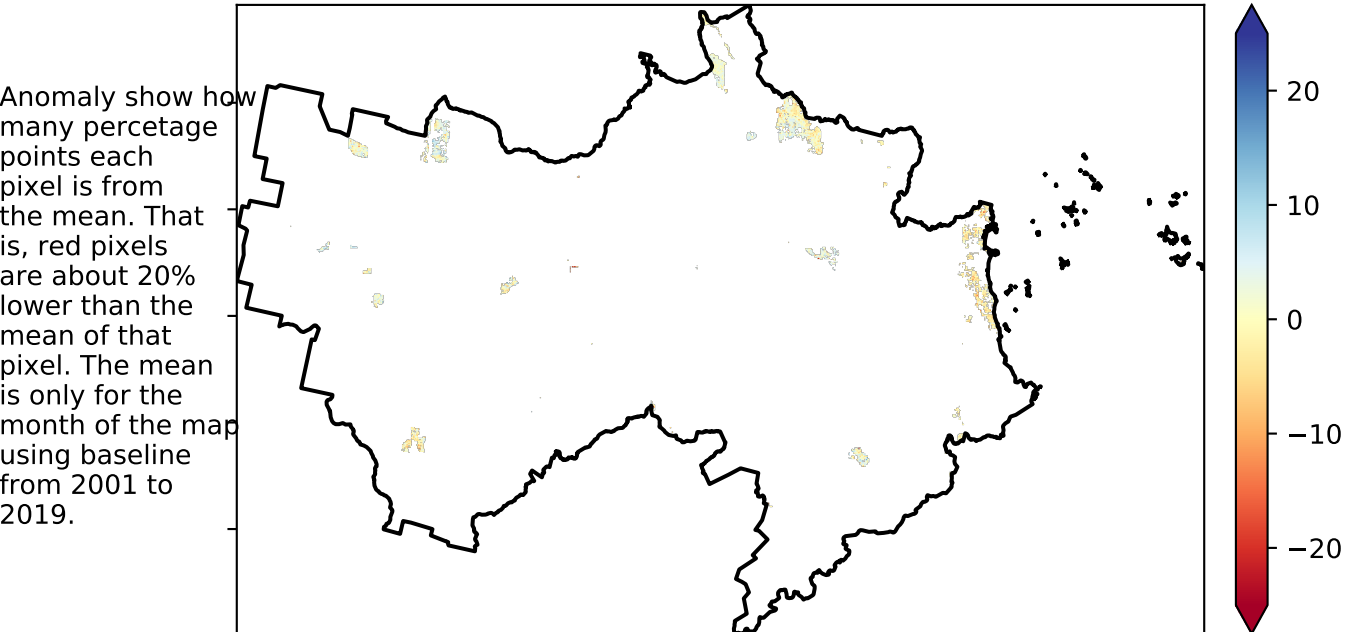 Anomaly show how
many percetage
points each
pixel is from
the mean. That
is, red pixels
are about 20%
lower than the
mean of that
pixel. The mean
is only for the
month of the map
using baseline
from 2001 to
2019.
20
10
0
−10
−20